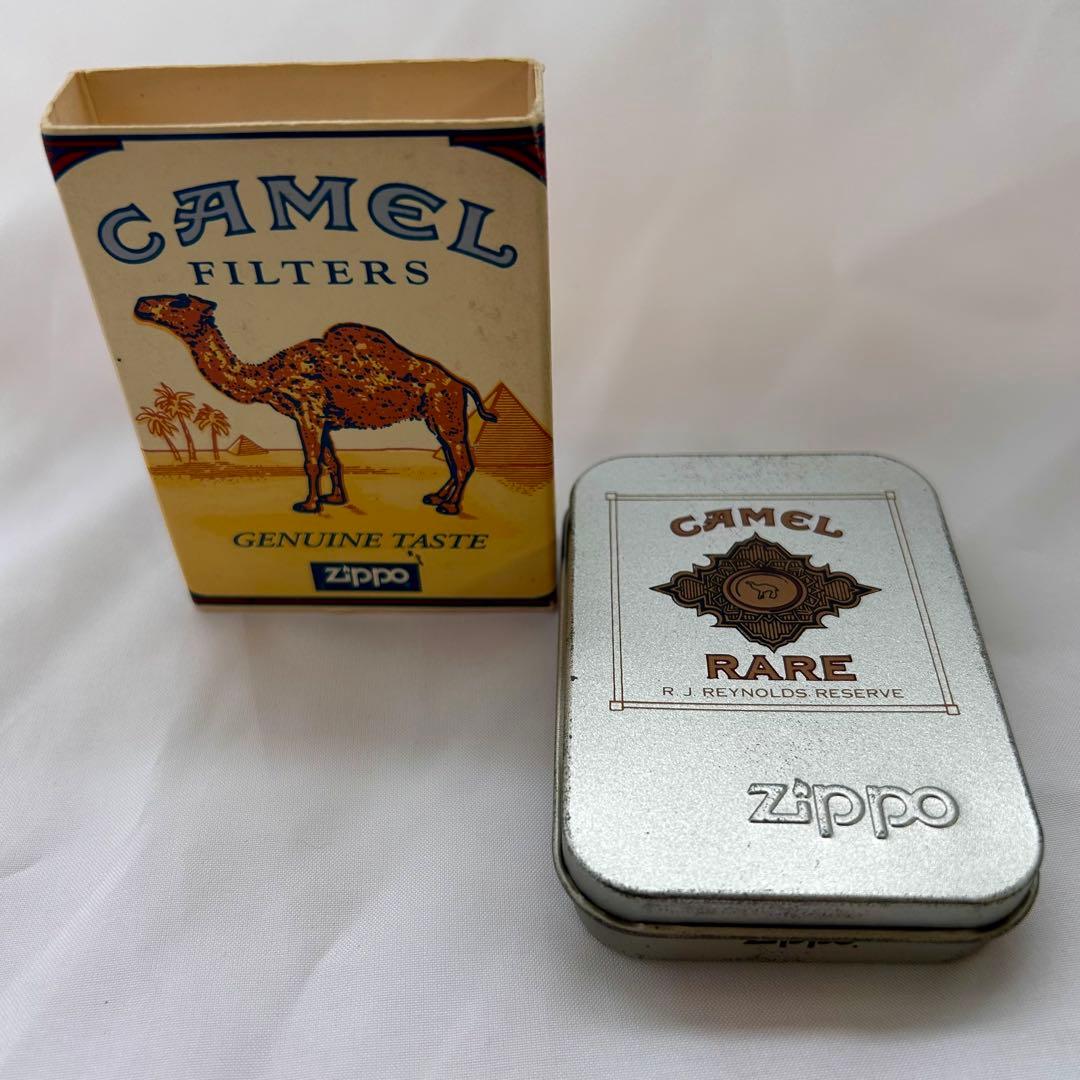 CAMEL
FILTERS
GENUINE TASTE
Zippo
CAMEL
RARE
R. J. REYNOLDS. RESERVE
Zippo